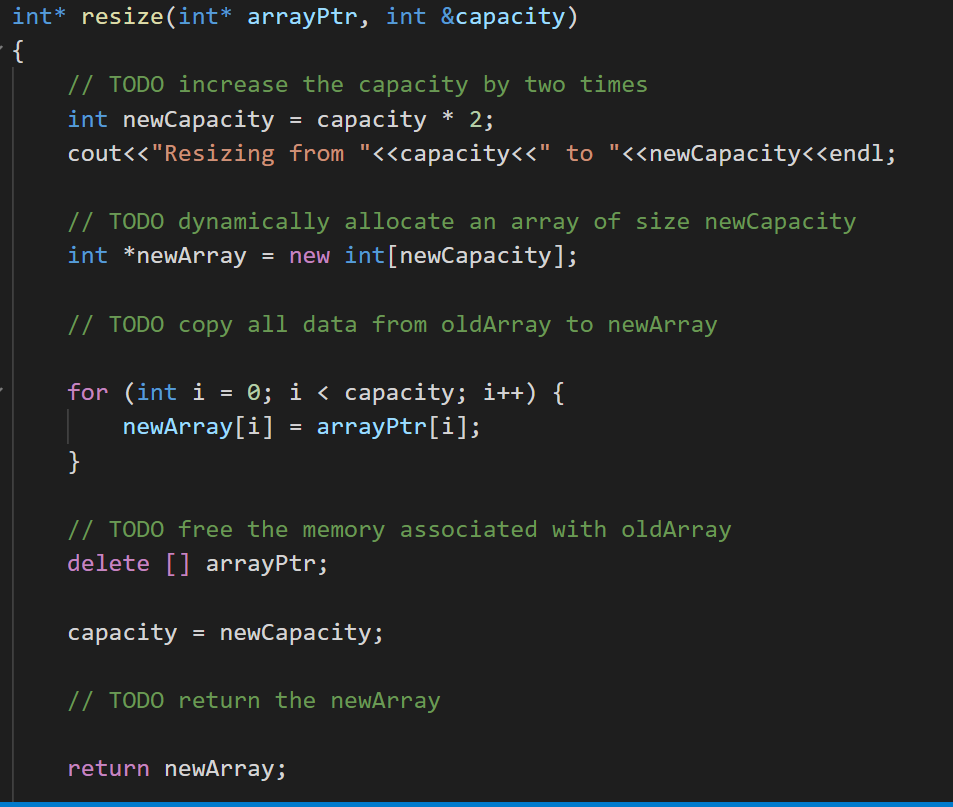 int* resize(int* arrayPtr, int &capacity)
{
// TODO increase the capacity by two times
int newCapacity = capacity * 2;
cout<<"Resizing from "<<capacity<<" to "<<newCapacity<<endl;
// TODO dynamically allocate an array of size newCapacity
int *newArray = new int[newCapacity];
// TODO copy all data from oldArray to newArray
for (int i = 0; i < capacity; i++) {
newArray[i] = arrayPtr[i];
}
// TODO free the memory associated with oldArray
delete [] arrayPtr;
capacity = newCapacity;
// TODO return the newArray
return newArray;